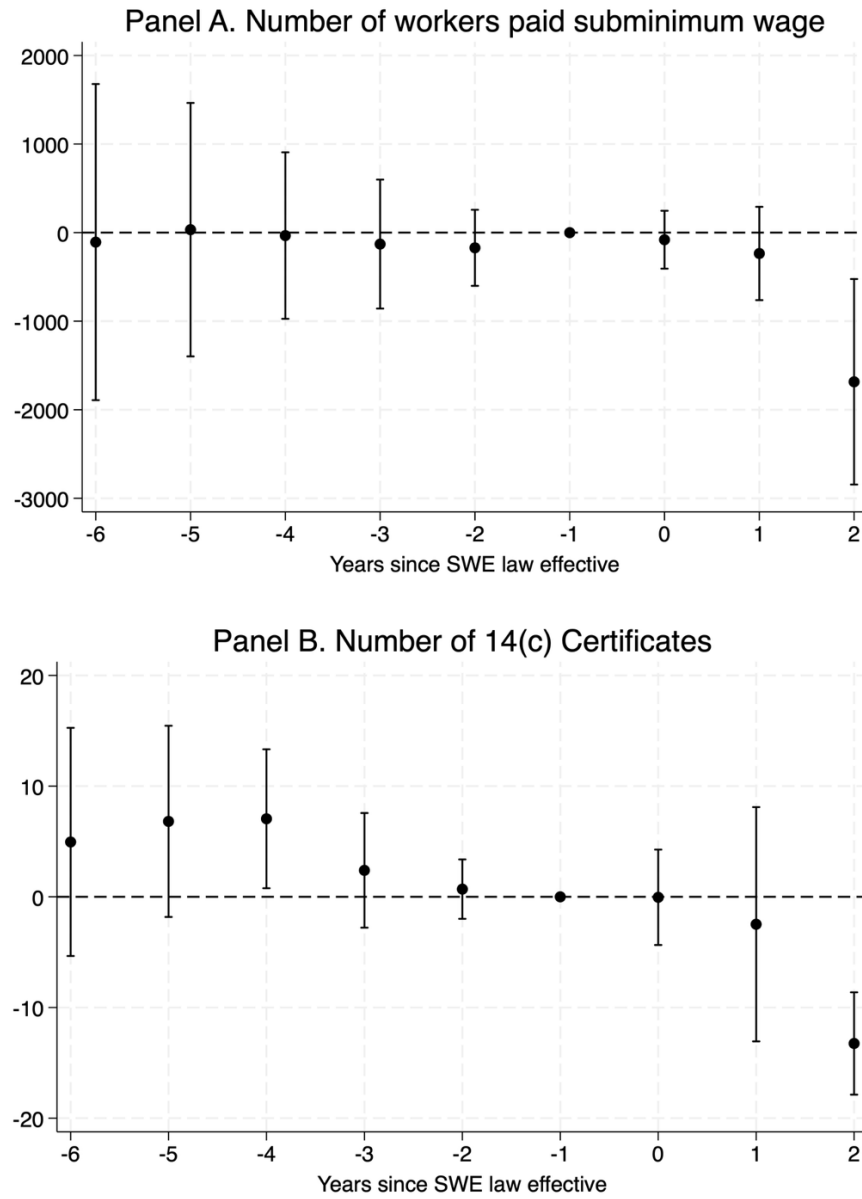 Panel A. Number of workers paid subminimum wage
2000
1000
0
-1000
-2000
-3000
-6 -5 -4 -3 -2 -1 0 1 2
Years since SWE law effective
Panel B. Number of 14(c) Certificates
20
10
0
-10
-20
-6 -5 -4 -3 -2 -1 0 1 2
Years since SWE law effective